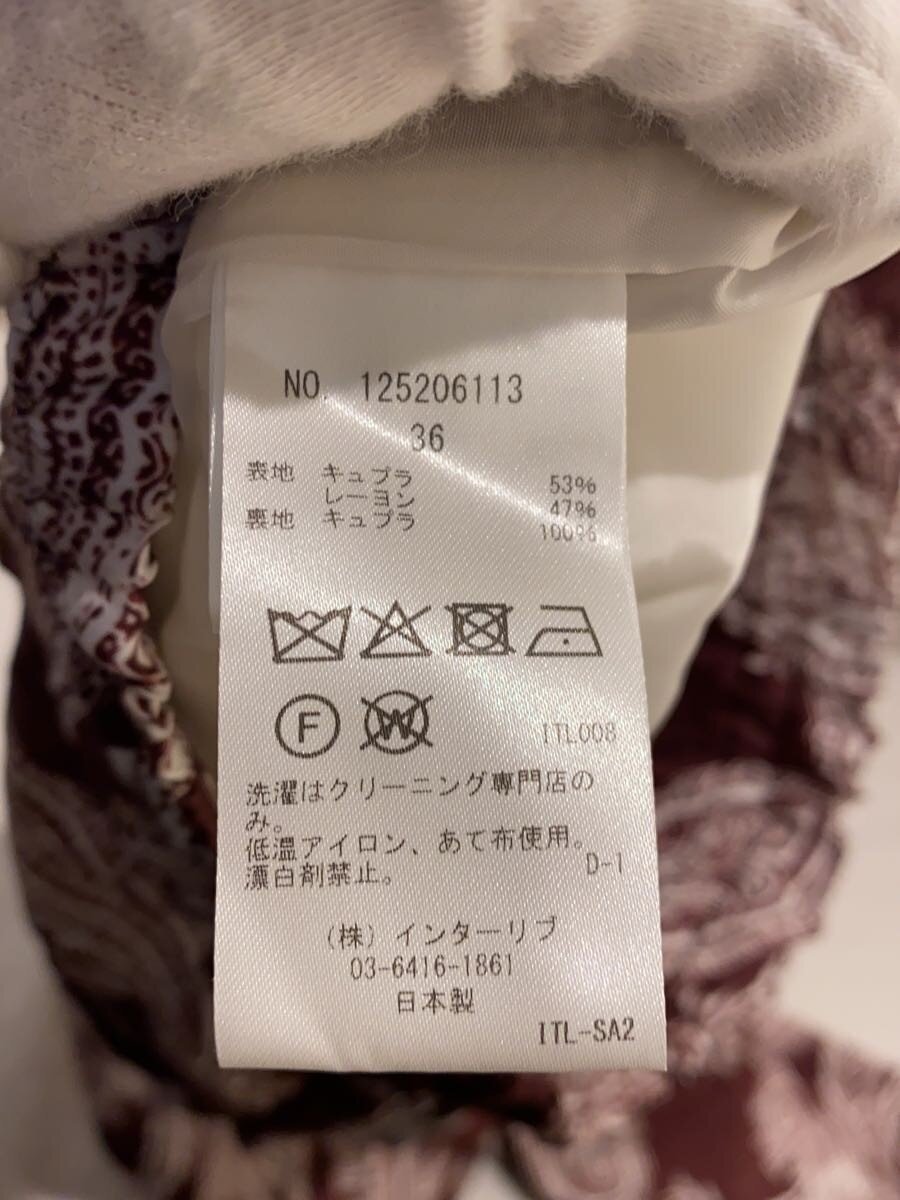 NO. 125206113
36
表地 キュプラ 53%
レーヨン 47%
裏地 キュプラ 100%
F W ITL008
洗濯はクリーニング専門店の
み。
低温アイロン、あて布使用。
漂白剤禁止。 D-1
(株) インターリブ
03-6416-1861
日本製
ITL-SA2